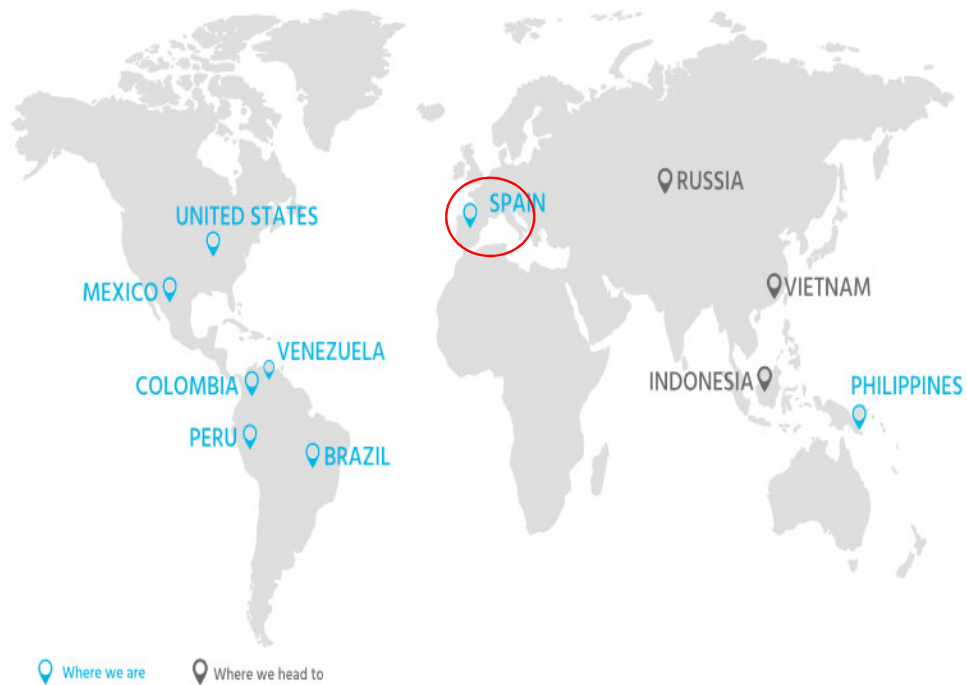 RUSSIA
SPAIN
UNITED STATES
VIETNAM
MEXICO
VENEZUELA
INDONESIA
COLOMBIA
PHILIPPINES
PERU
BRAZIL
Where we are
Where we head to